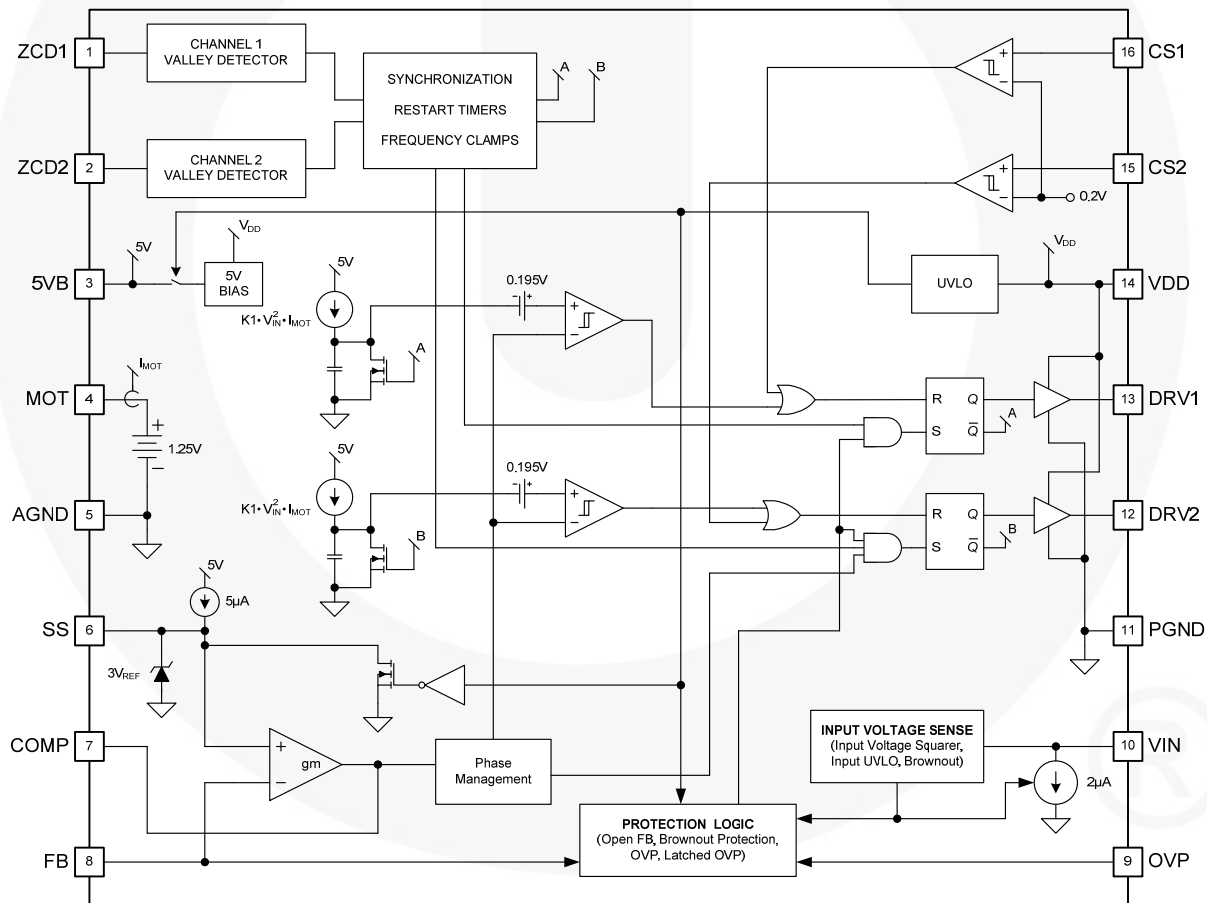 ZCD1
1
CHANNEL 1
VALLEY DETECTOR
SYNCHRONIZATION
RESTART TIMERS
FREQUENCY CLAMPS
A
B
+
−
16
CS1
ZCD2
2
CHANNEL 2
VALLEY DETECTOR
+
−
15
CS2
0.2V
5VB
3
5V
VDD
5V
BIAS
5V
K1·V²IN·IMOT
A
0.195V
- +
+
−
UVLO
VDD
14
VDD
MOT
4
IMOT
+
1.25V
−
R
Q
S
Q̅
A
13
DRV1
AGND
5
5V
K1·V²IN·IMOT
B
0.195V
- +
+
−
R
Q
S
Q̅
B
12
DRV2
SS
6
5V
5µA
3VREF
11
PGND
COMP
7
+
gm
−
Phase
Management
INPUT VOLTAGE SENSE
(Input Voltage Squarer,
Input UVLO, Brownout)
10
VIN
2µA
FB
8
PROTECTION LOGIC
(Open FB, Brownout Protection,
OVP, Latched OVP)
9
OVP
®